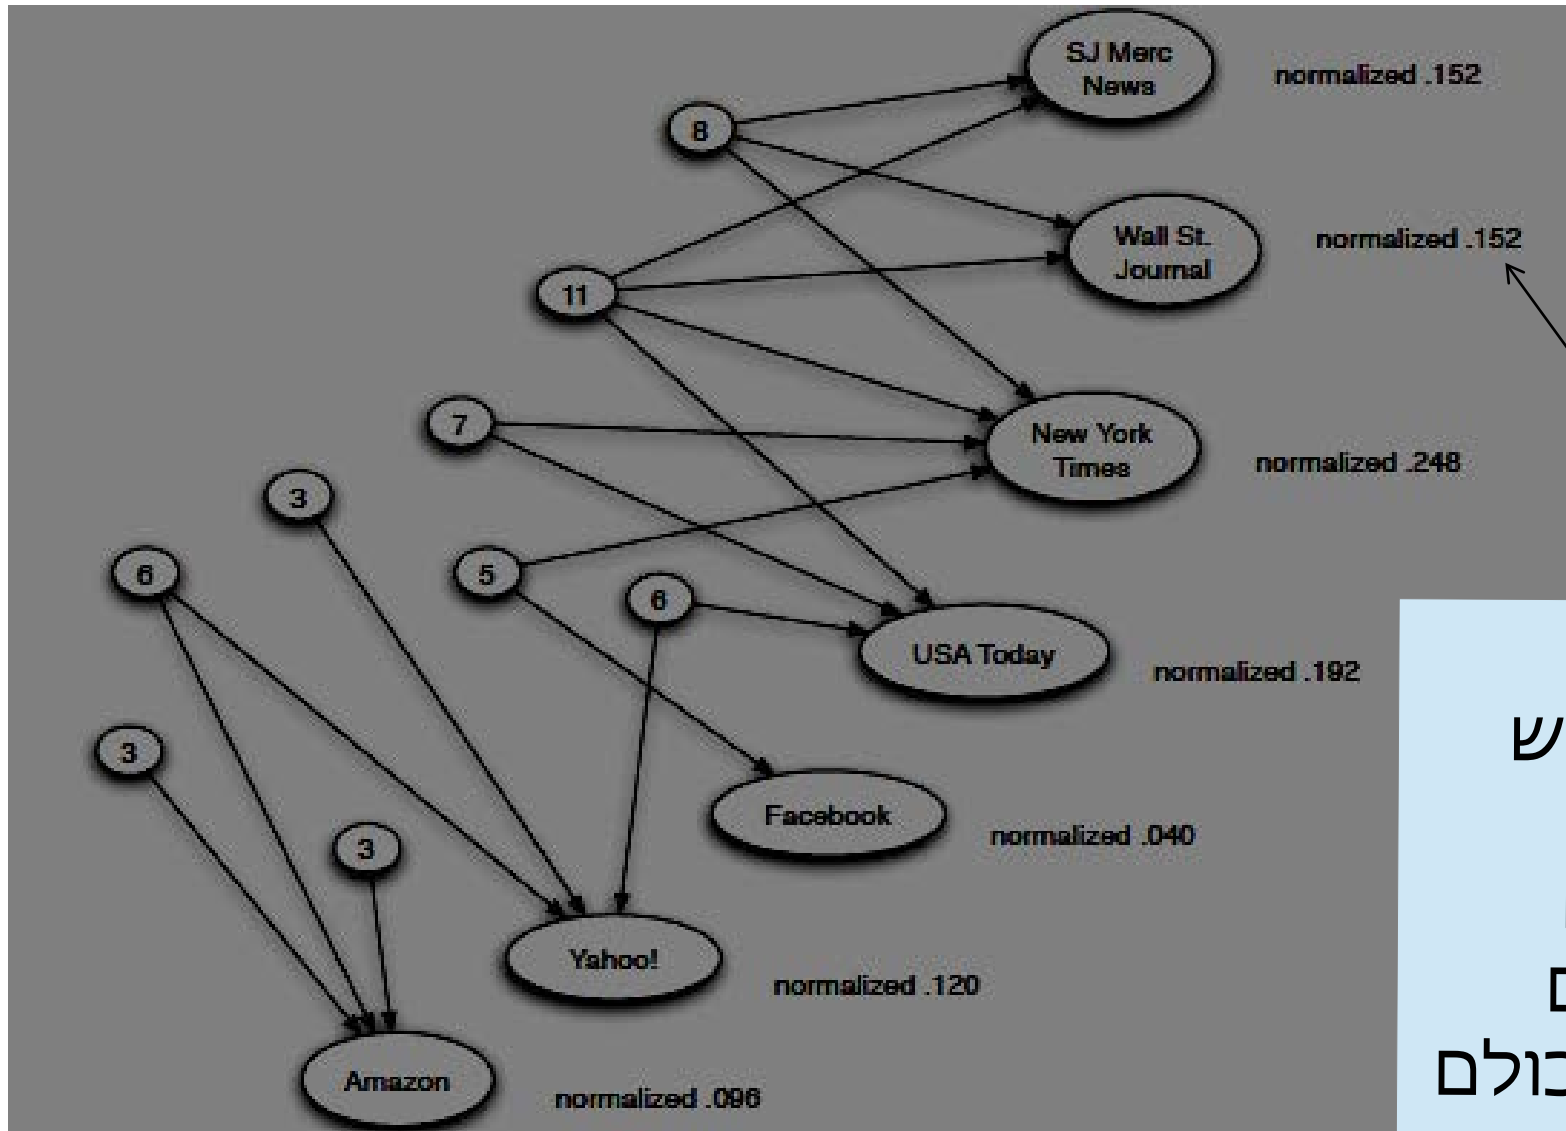 SJ Merc
News
normalized .152
8
Wall St.
Journal
normalized .152
11
New York
Times
normalized .248
7
3
6
5
6
USA Today
normalized .192
3
Facebook
normalized .040
3
Yahoo!
normalized .120
Amazon
normalized .096